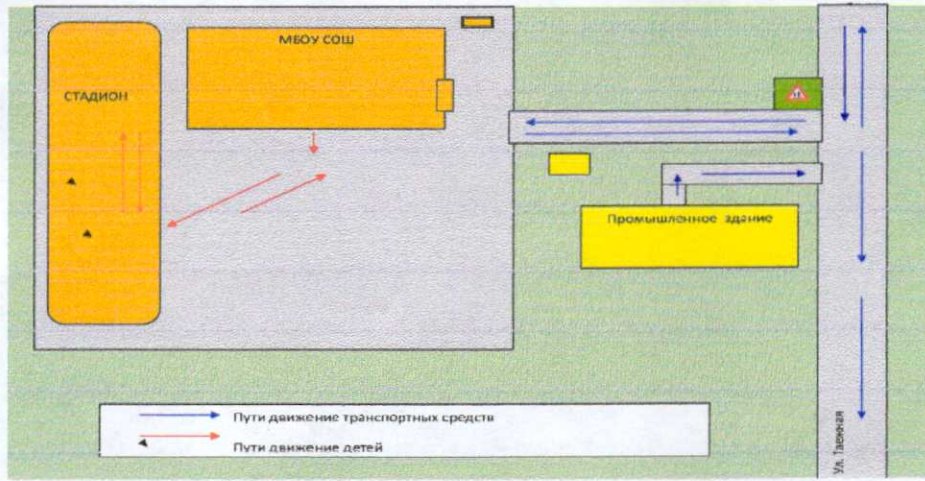 МБОУ СОШ
СТАДИОН
Промышленное здание
Пути движение транспортных средств
Пути движение детей
Ул. Таежная